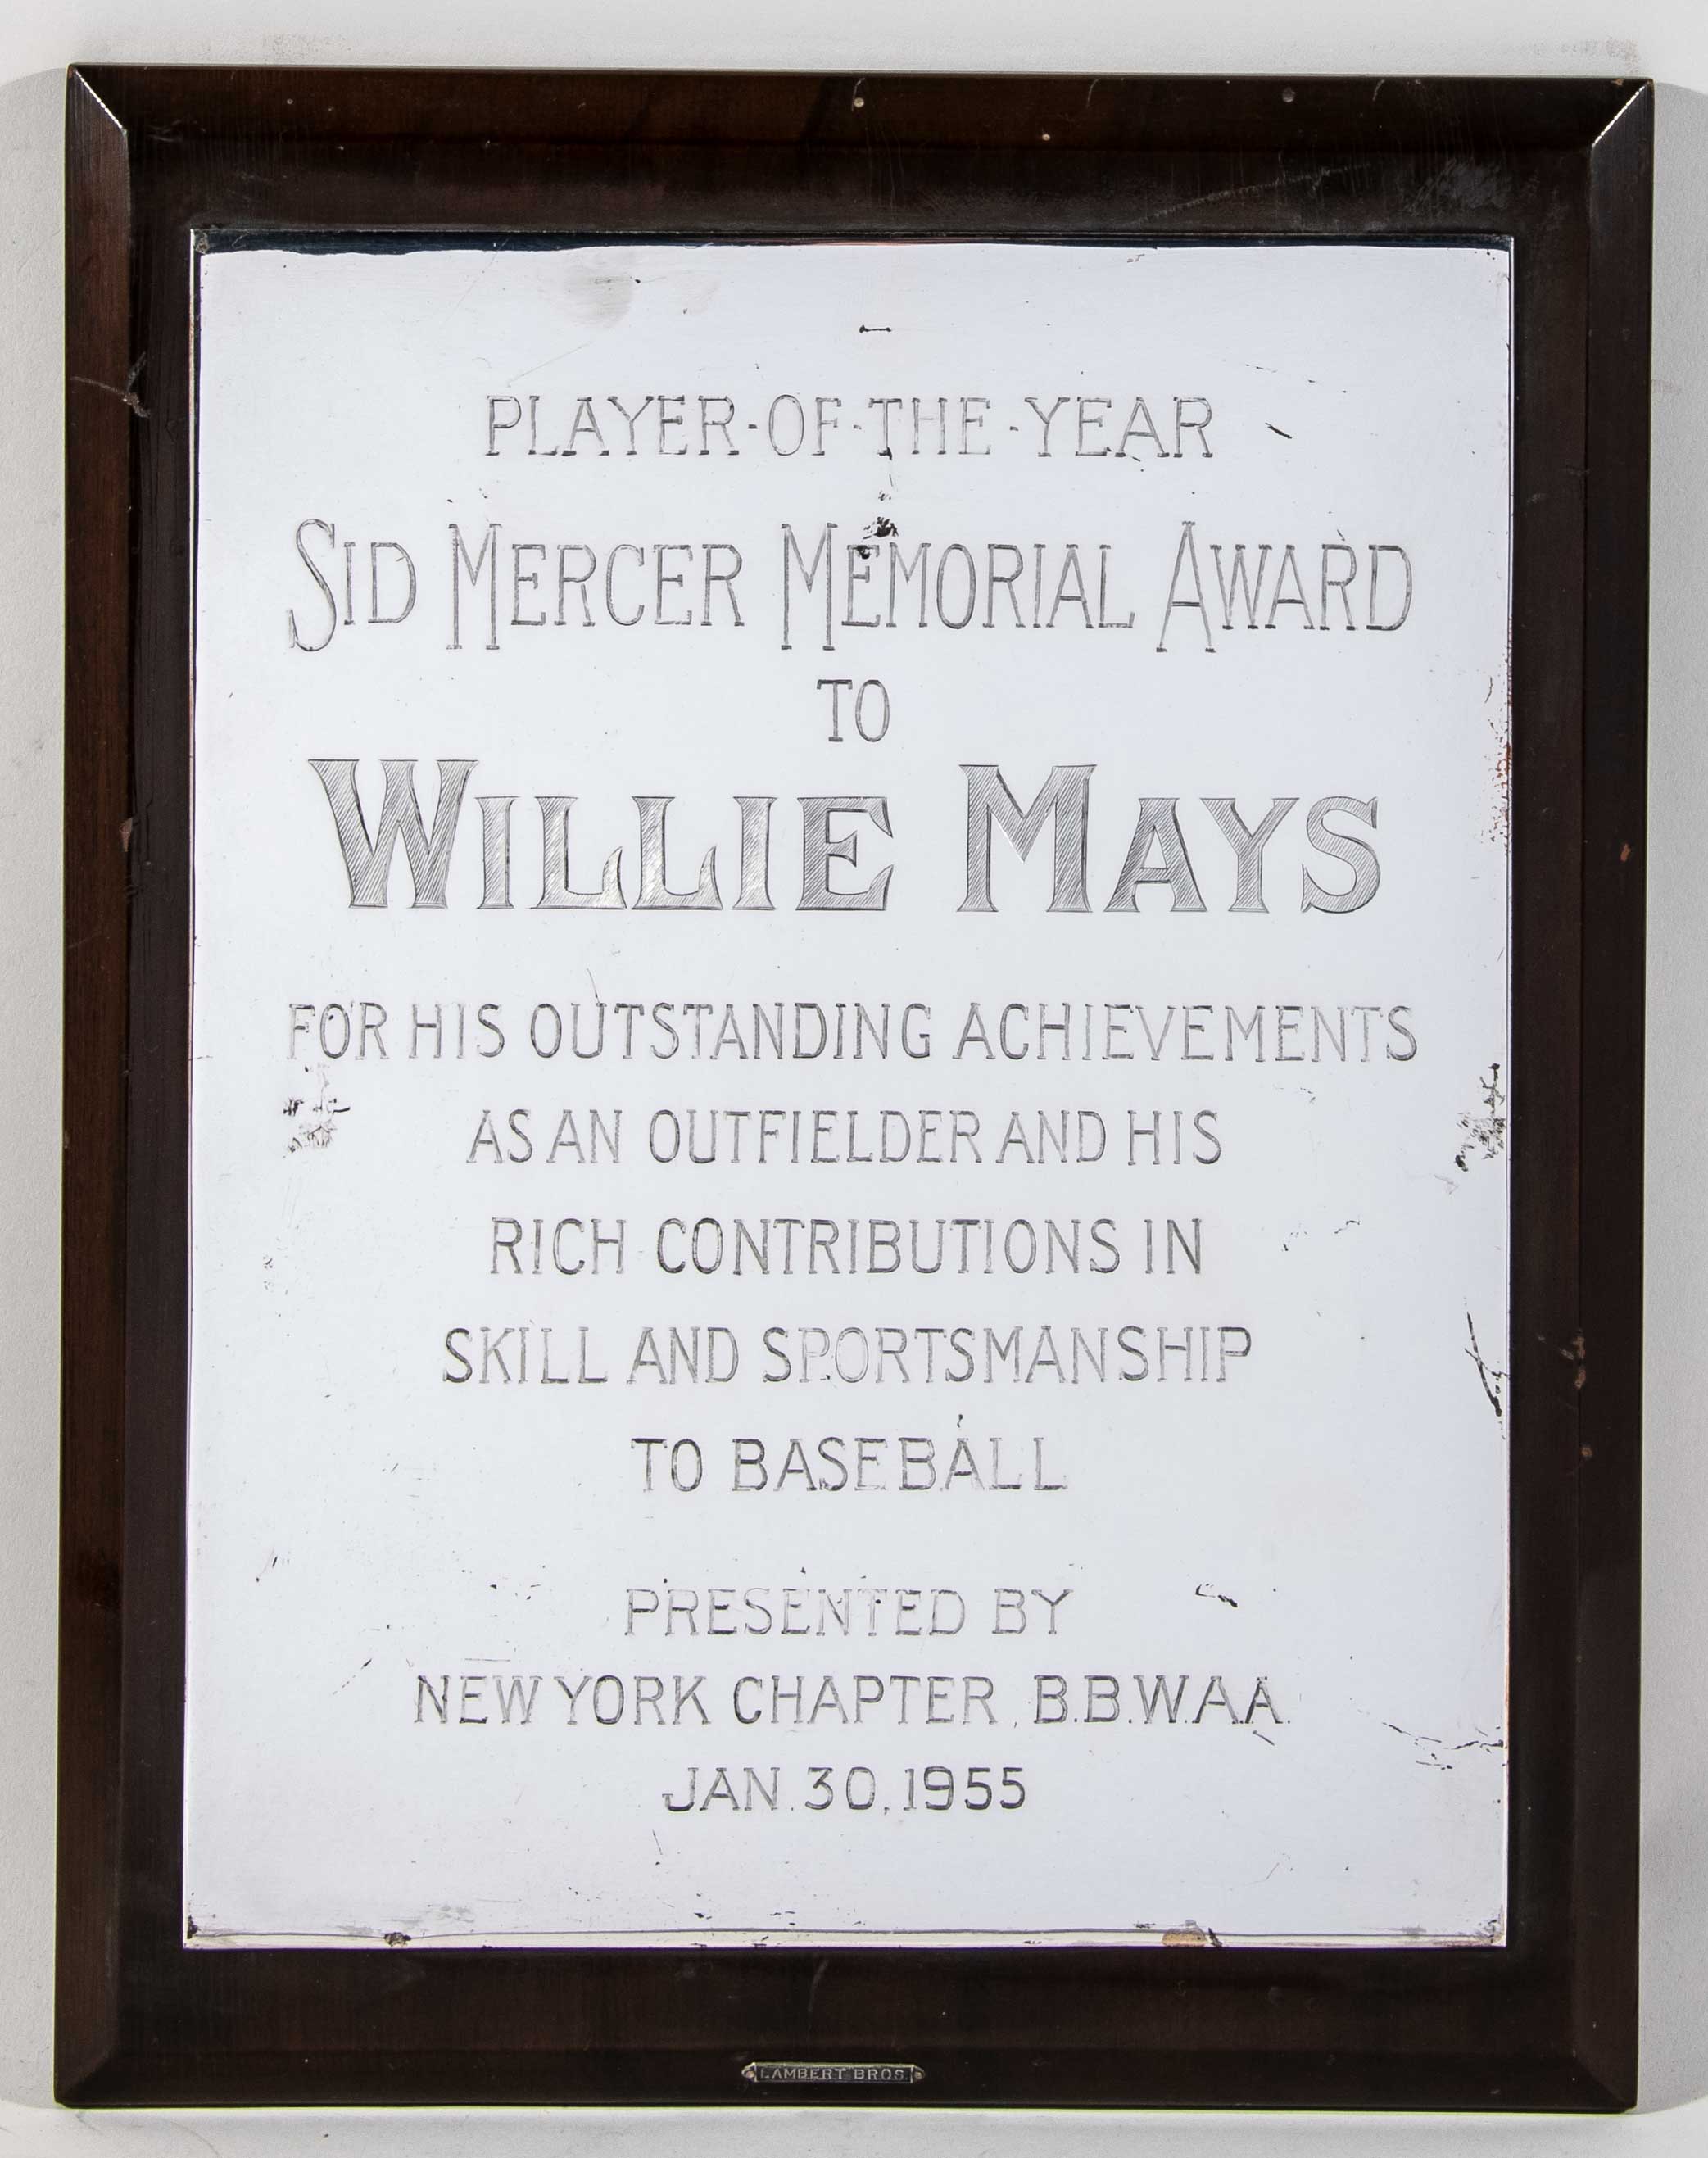 PLAYER-OF-THE-YEAR
SID MERCER MEMORIAL AWARD
TO
WILLIE MAYS
FOR HIS OUTSTANDING ACHIEVEMENTS
AS AN OUTFIELDER AND HIS
RICH CONTRIBUTIONS IN
SKILL AND SPORTSMANSHIP
TO BASEBALL
PRESENTED BY
NEW YORK CHAPTER, B.B.W.A.A.
JAN. 30, 1955
LAMBERT BROS.